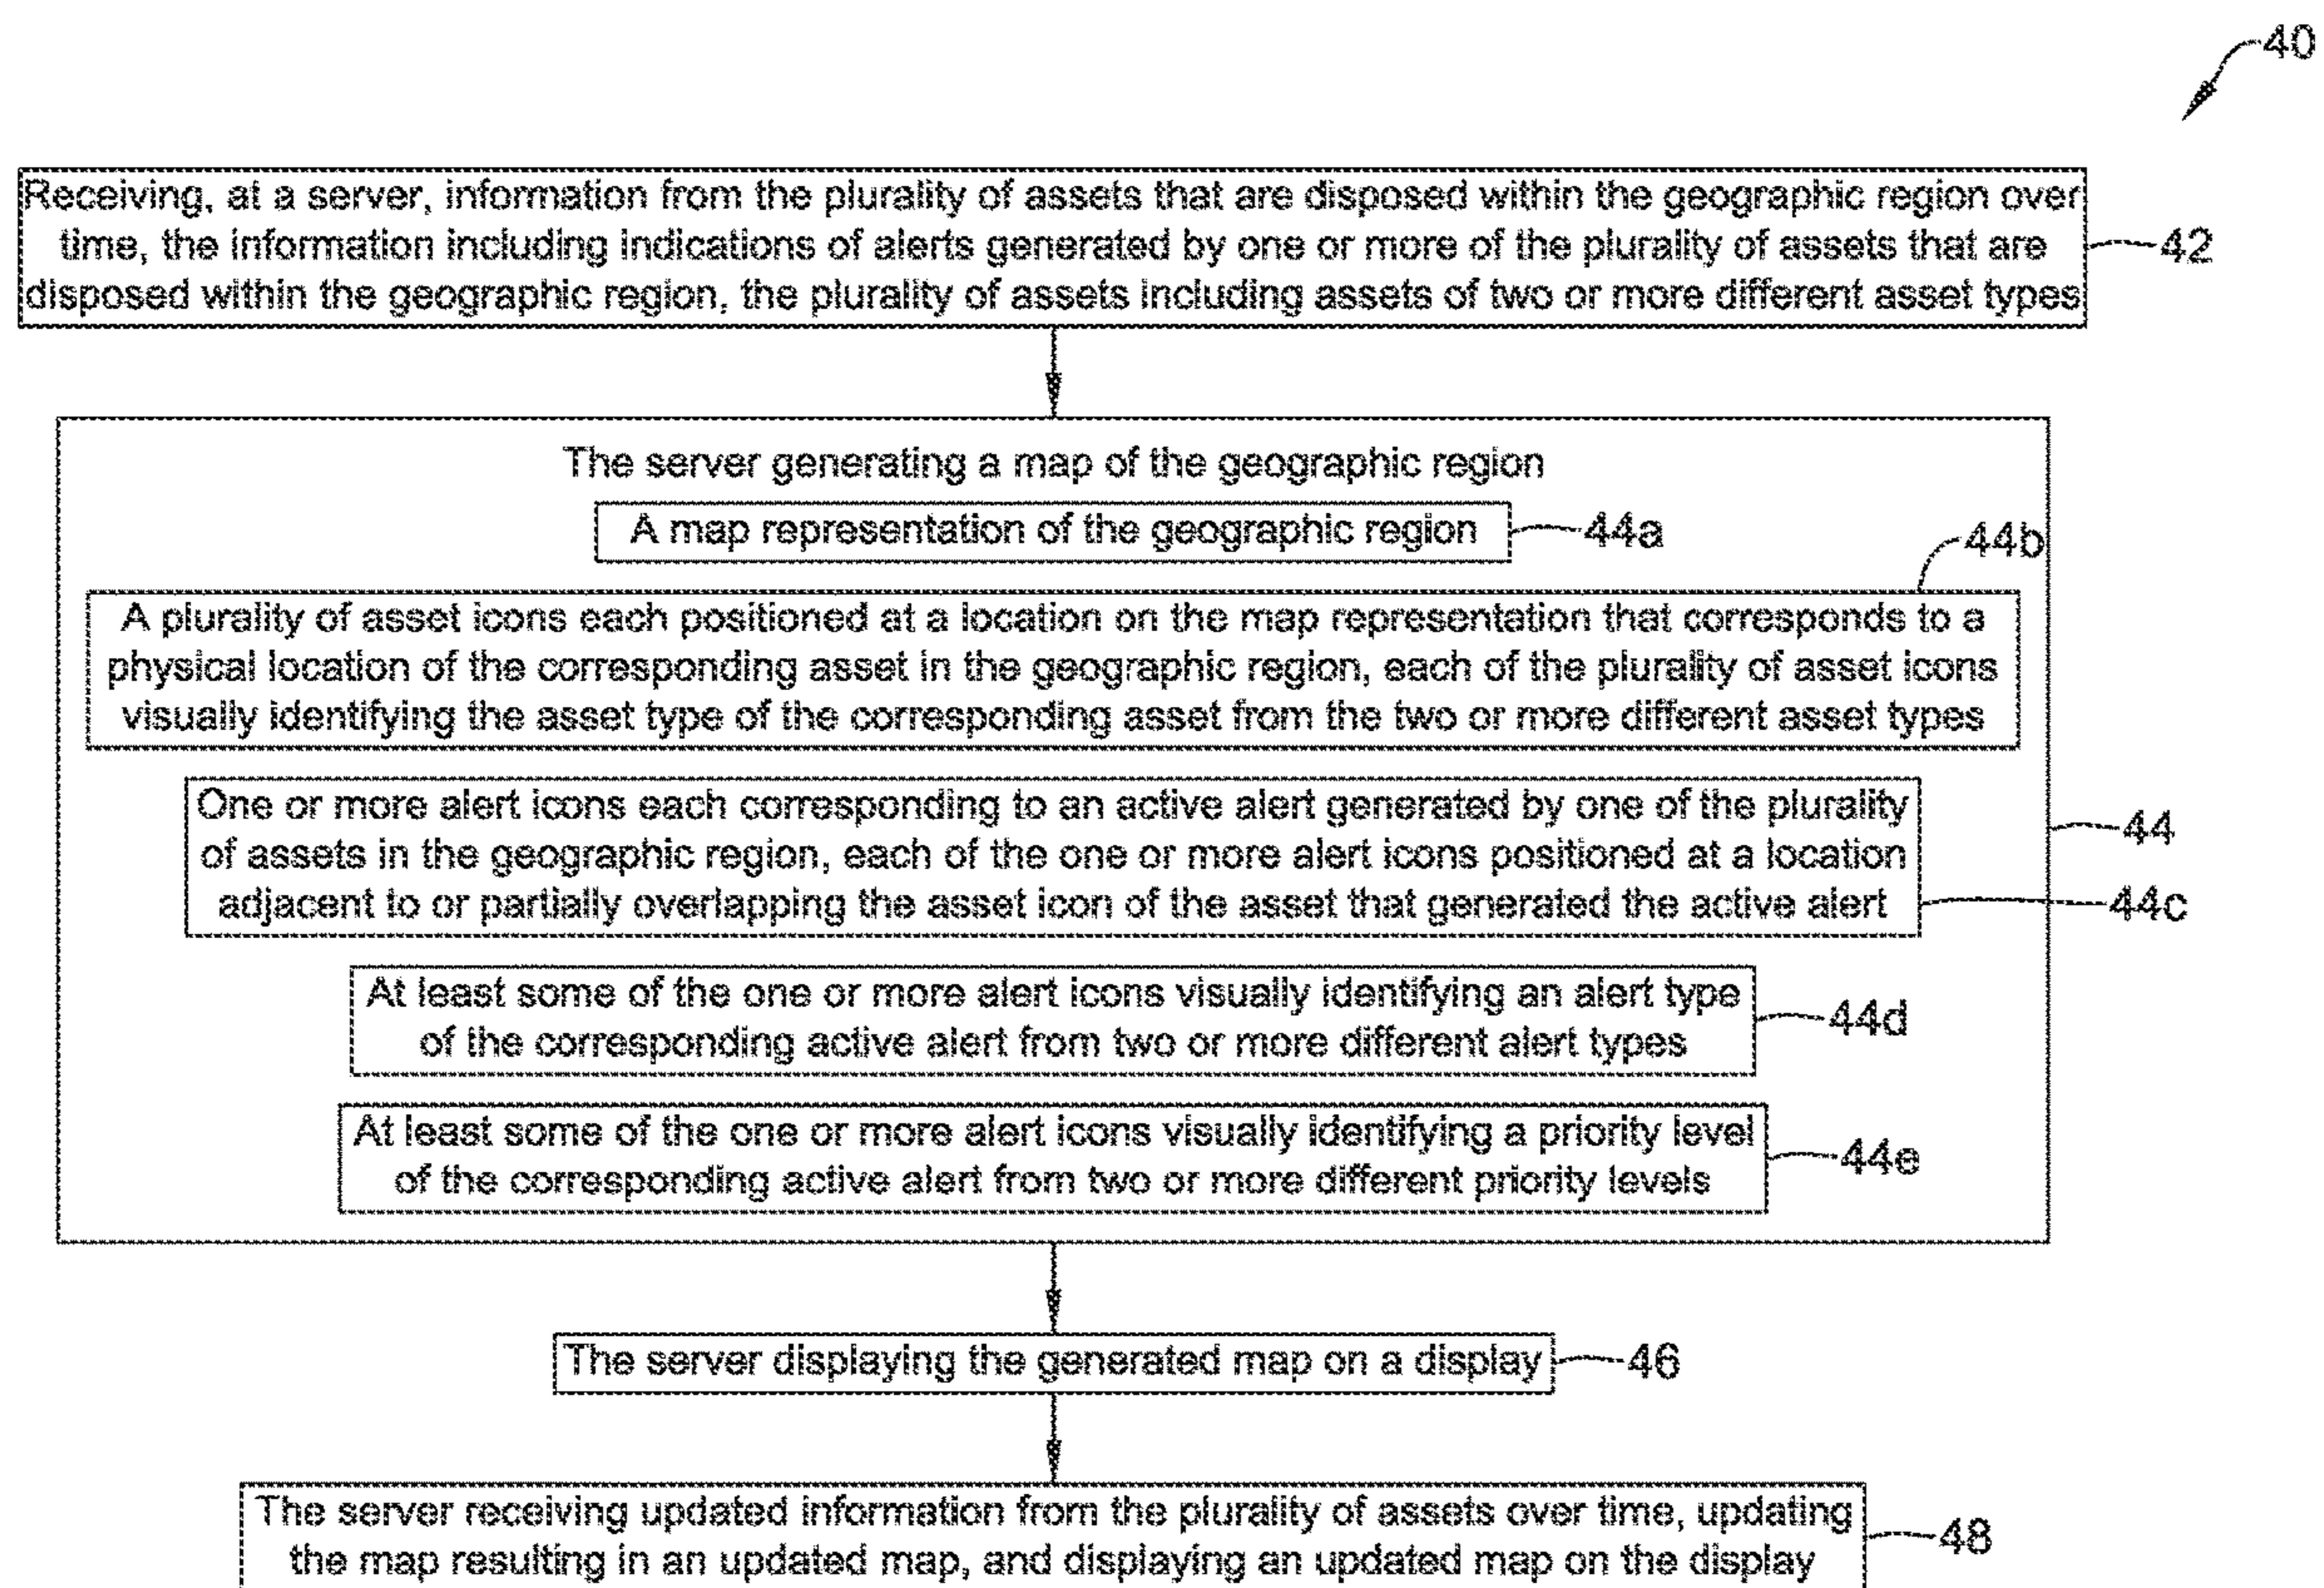 40
Receiving, at a server, information from the plurality of assets that are disposed within the geographic region over
time, the information including indications of alerts generated by one or more of the plurality of assets that are
disposed within the geographic region, the plurality of assets including assets of two or more different asset types
42
The server generating a map of the geographic region
A map representation of the geographic region
44a
44b
A plurality of asset icons each positioned at a location on the map representation that corresponds to a
physical location of the corresponding asset in the geographic region, each of the plurality of asset icons
visually identifying the asset type of the corresponding asset from the two or more different asset types
One or more alert icons each corresponding to an active alert generated by one of the plurality
of assets in the geographic region, each of the one or more alert icons positioned at a location
adjacent to or partially overlapping the asset icon of the asset that generated the active alert
44
44c
At least some of the one or more alert icons visually identifying an alert type
of the corresponding active alert from two or more different alert types
44d
At least some of the one or more alert icons visually identifying a priority level
of the corresponding active alert from two or more different priority levels
44e
The server displaying the generated map on a display
46
The server receiving updated information from the plurality of assets over time, updating
the map resulting in an updated map, and displaying an updated map on the display
48